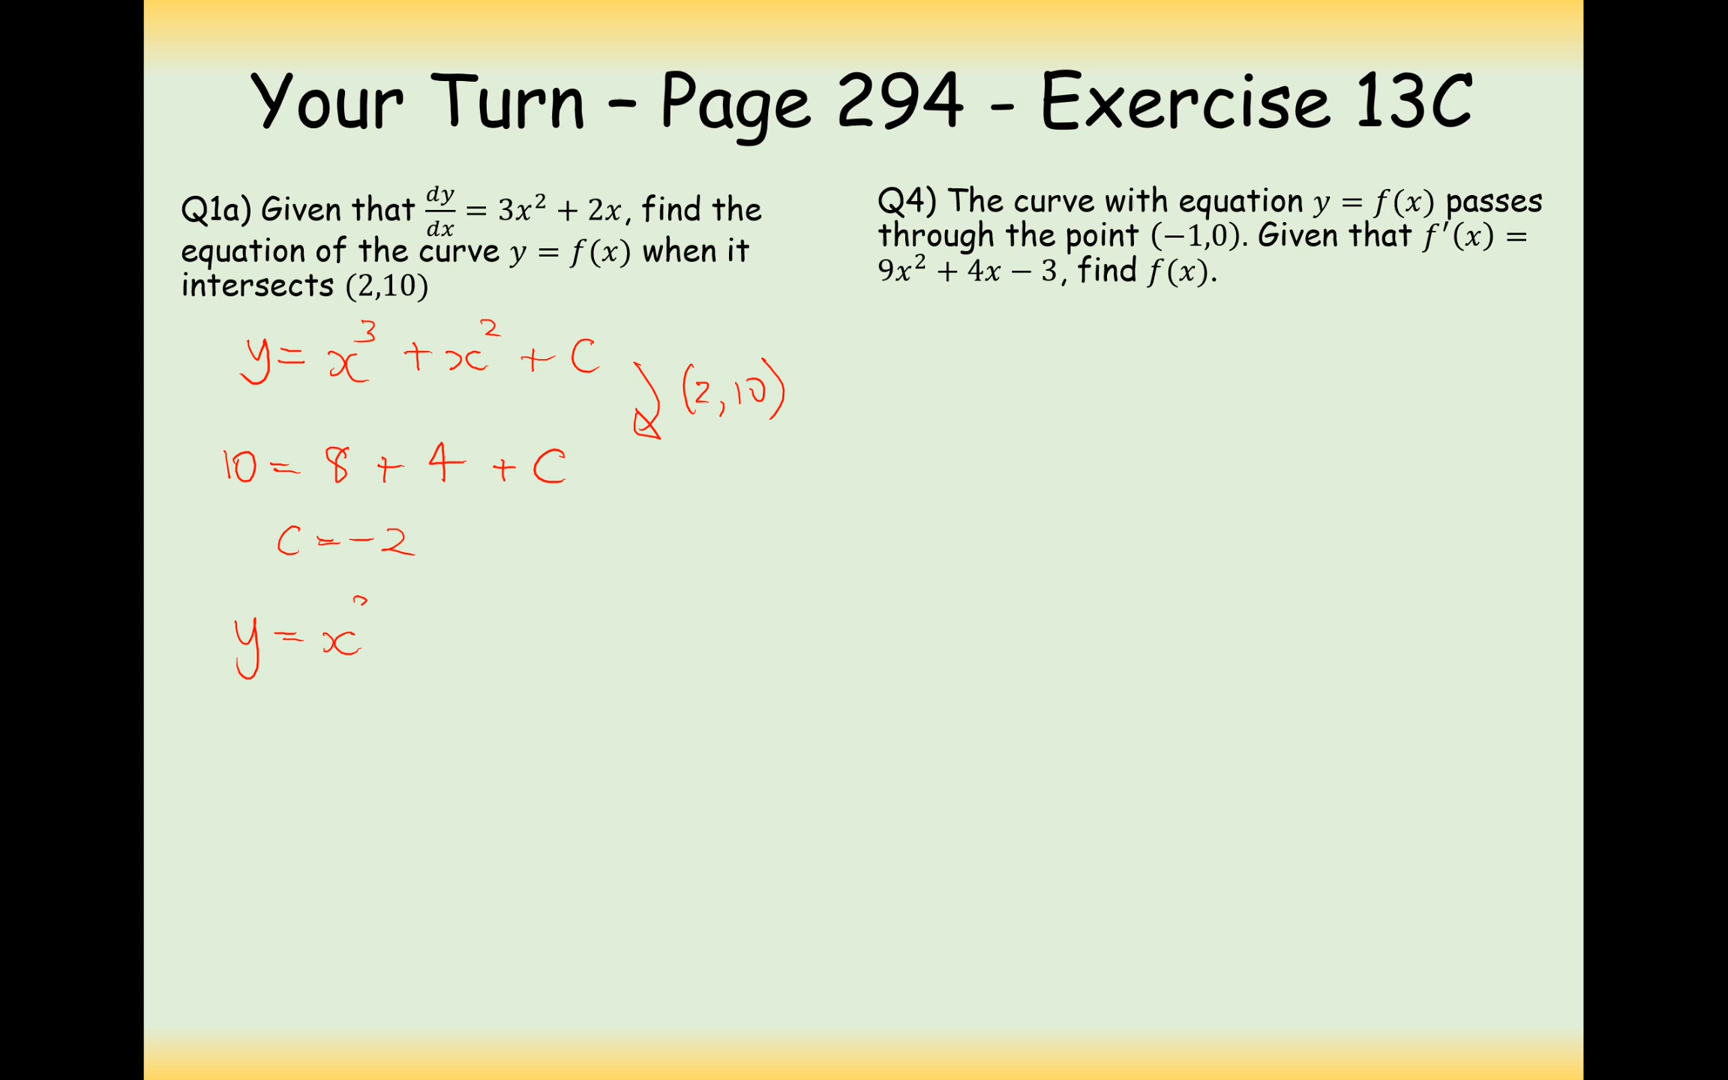 Your Turn – Page 294 - Exercise 13C
Q1a) Given that dy/dx = 3x² + 2x, find the
equation of the curve y = f(x) when it
intersects (2,10)
y = x³ + x² + C
(2,10)
10 = 8 + 4 + C
C = -2
y = x
Q4) The curve with equation y = f(x) passes
through the point (−1,0). Given that f′(x) =
9x² + 4x − 3, find f(x).